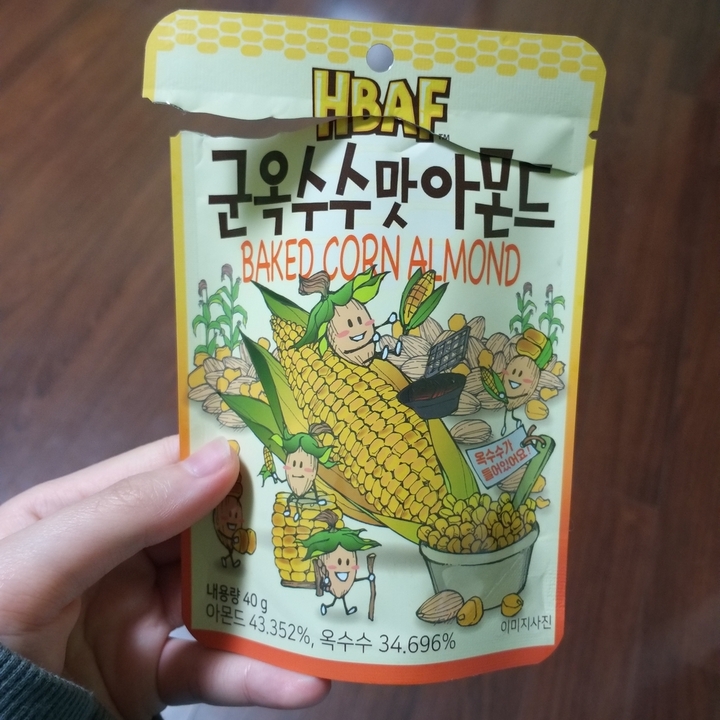 HBAF™
군옥수수맛아몬드
BAKED CORN ALMOND
옥수수가
들어있어요!
내용량 40 g
아몬드 43.352%, 옥수수 34.696%
이미지사진